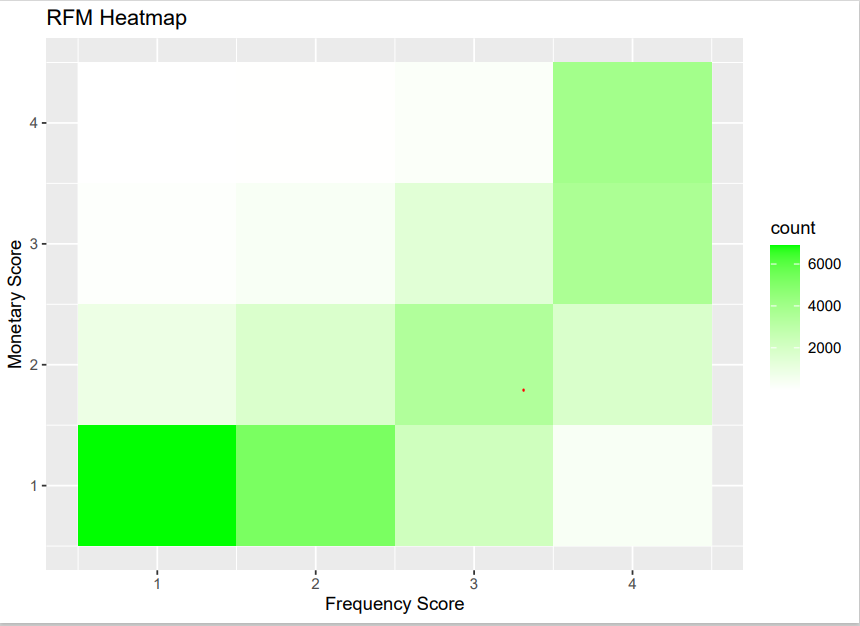 RFM Heatmap
Monetary Score
4
3
2
1
1 2 3 4
Frequency Score
count
6000
4000
2000